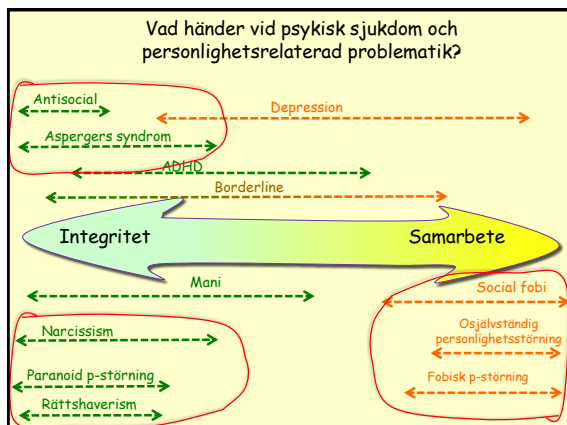 Vad händer vid psykisk sjukdom och
personlighetsrelaterad problematik?
Antisocial
Depression
Aspergers syndrom
ADHD
Borderline
Integritet
Samarbete
Mani
Social fobi
Narcissism
Osjälvständig
personlighetsstörning
Paranoid p-störning
Fobisk p-störning
Rättshaverism